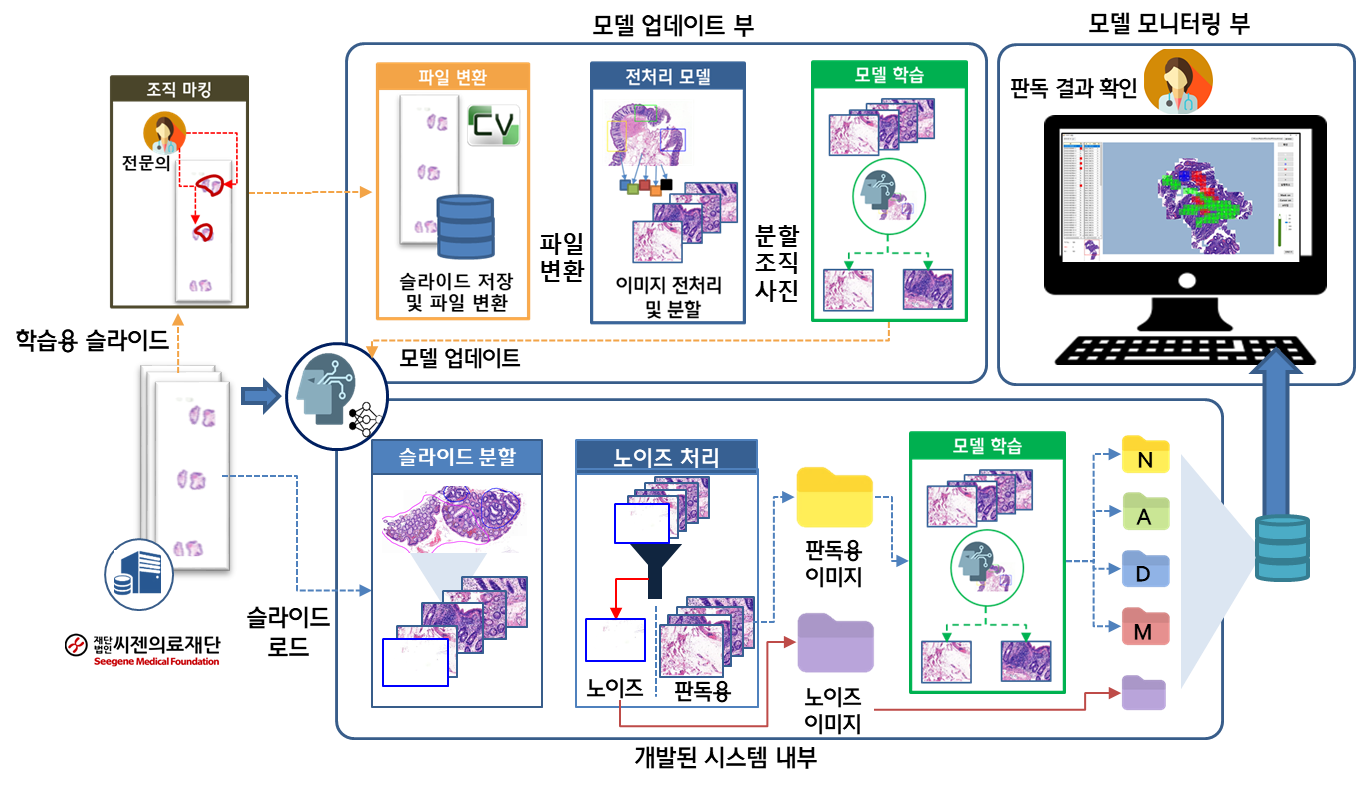 모델 업데이트 부
모델 모니터링 부
조직 마킹
전문의
파일 변환
CV
슬라이드 저장
및 파일 변환
파일
변환
전처리 모델
이미지 전처리
및 분할
분할
조직
사진
모델 학습
판독 결과 확인
학습용 슬라이드
모델 업데이트
슬라이드 분할
노이즈 처리
노이즈
판독용
판독용
이미지
노이즈
이미지
모델 학습
N
A
D
M
슬라이드
로드
재단
법인
씨젠의료재단
Seegene Medical Foundation
개발된 시스템 내부